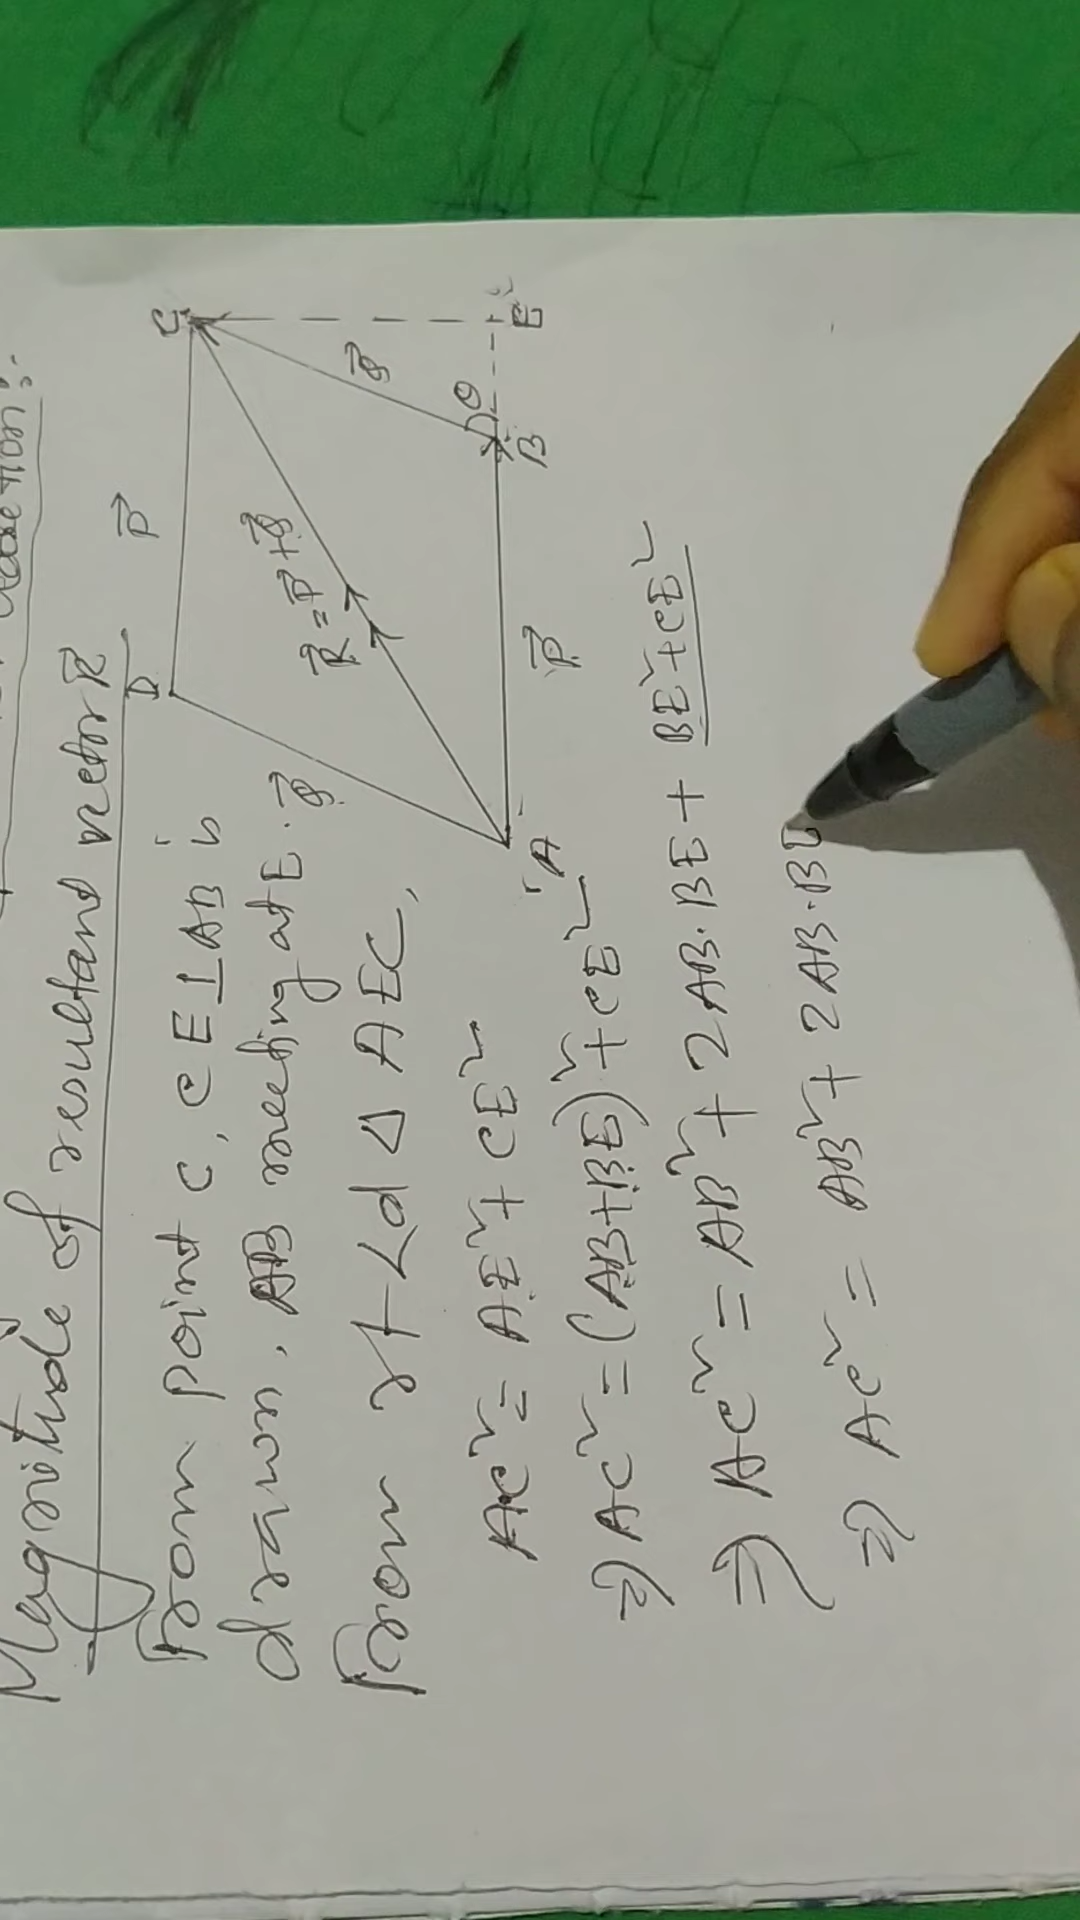 Magnitude of resultant vector R⃗
From point C, CE⊥AB is
drawn, AB meeting at E.
From rt∠d Δ AEC,
AC² = AE² + CE²
⇒ AC² = (AB+BE)² + CE²
⇒ AC² = AB² + 2AB.BE + BE² + CE²
⇒ AC² = AB² + 2AB.BE
D
P⃗
C
Q⃗
R⃗ = P⃗ + Q⃗
Q⃗
θ
A
P⃗
B
E